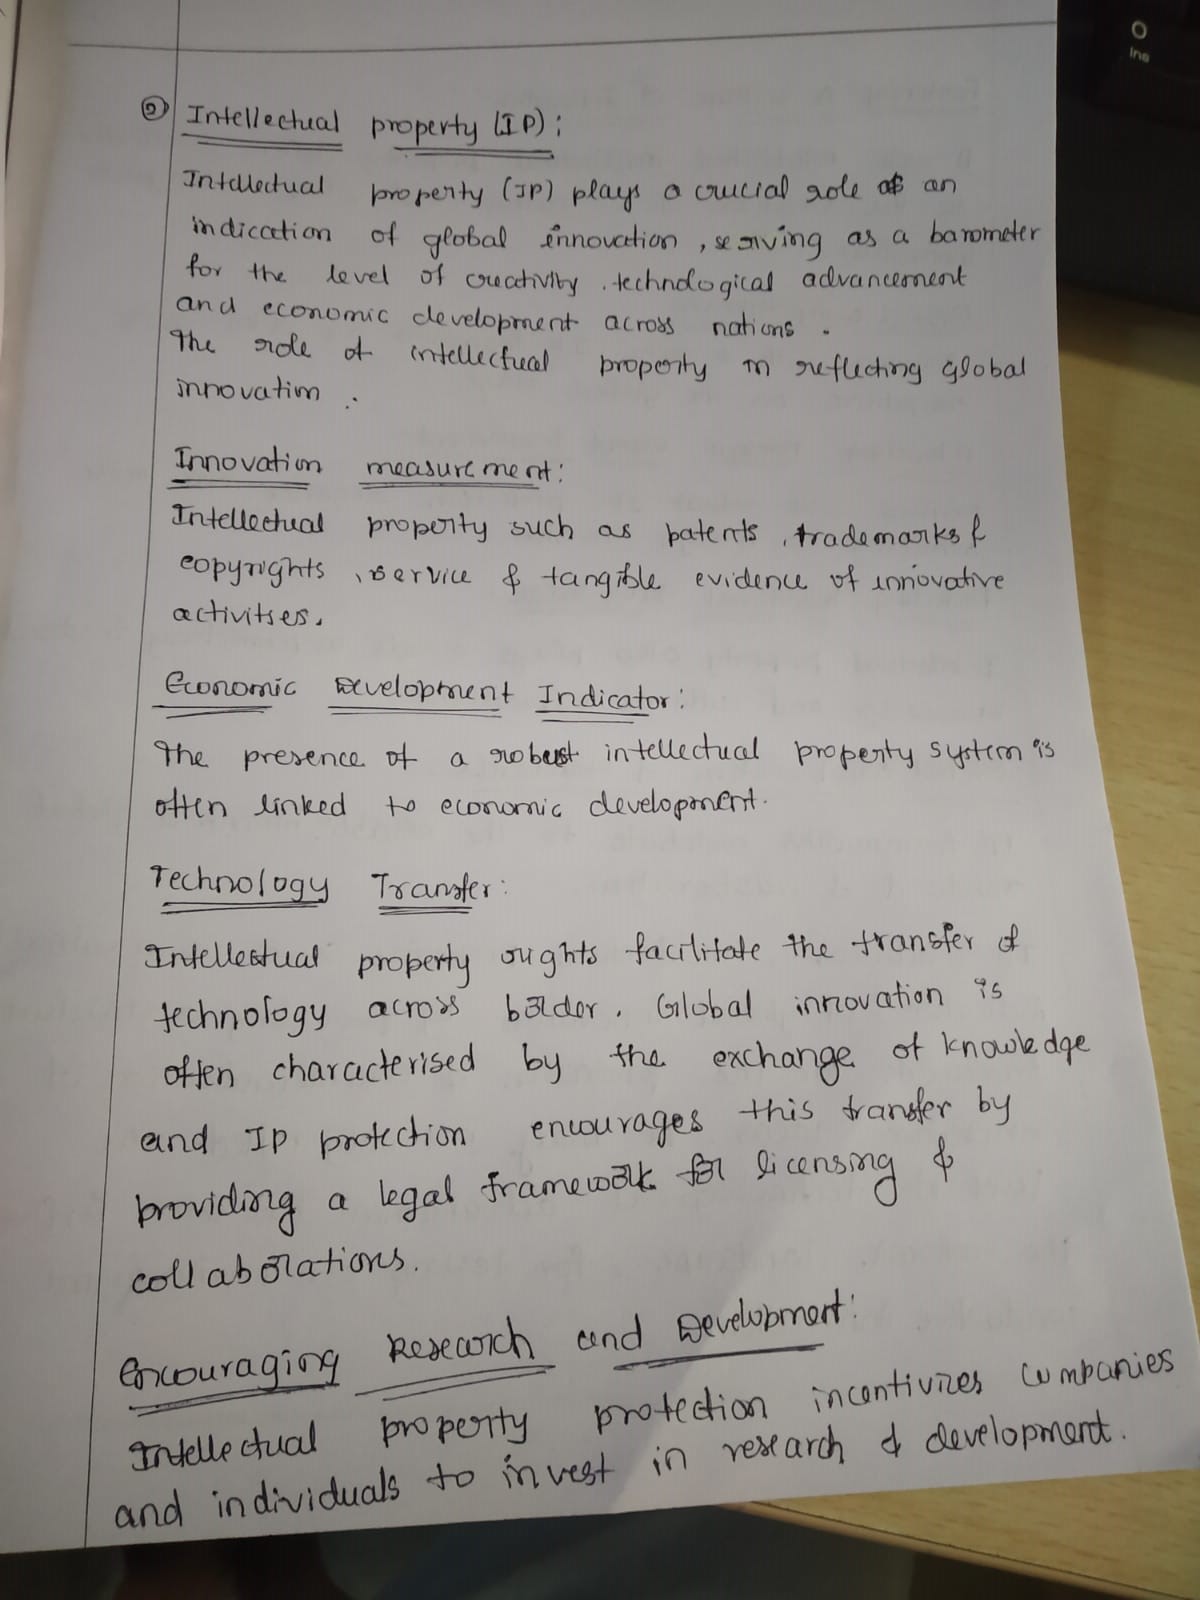 ② Intellectual property (IP):
Intellectual property (IP) plays a crucial role as an
indication of global innovation, serving as a barometer
for the level of creativity, technological advancement
and economic development across nations.
The role of intellectual property in reflecting global
innovation.
Innovation measurement:
Intellectual property such as patents, trademarks &
copyrights, service & tangible evidence of innovative
activities.
Economic Development Indicator:
The presence of a robust intellectual property system is
often linked to economic development.
Technology Transfer:
Intellectual property rights facilitate the transfer of
technology across border. Global innovation is
often characterised by the exchange of knowledge
and IP protection encourages this transfer by
providing a legal framework for licensing &
collaborations.
Encouraging Research and Development:
Intellectual property protection incentivizes companies
and individuals to invest in research & development.
Ins